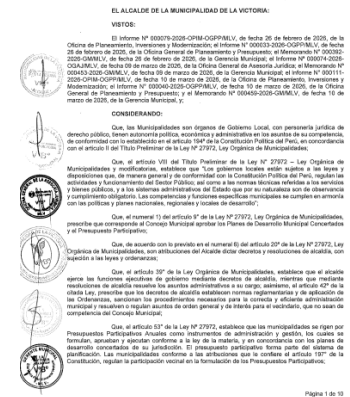 EL ALCALDE DE LA MUNICIPALIDAD DE LA VICTORIA:
VISTOS:
El Informe N° 000079-2026-OPIM-OGPP/MLV, de fecha 26 de febrero de 2026, de la
Oficina de Planeamiento, Inversiones y Modernización; el Informe N° 000033-2026-OGPP/MLV, de fecha
26 de febrero de 2026, de la Oficina General de Planeamiento y Presupuesto; el Memorando N° 000392-
2026-GM/MLV, de fecha 26 de febrero de 2026, de la Gerencia Municipal; el Informe N° 000074-2026-
OGAJ/MLV, de fecha 09 de marzo de 2026, de la Oficina General de Asesoría Jurídica; el Memorando N°
000453-2026-GM/MLV, de fecha 09 de marzo de 2026, de la Gerencia Municipal; el Informe N° 000111-
2026-OPIM-OGPP/MLV, de fecha 10 de marzo de 2026, de la Oficina de Planeamiento, Inversiones y
Modernización; el Informe N° 000040-2026-OGPP/MLV, de fecha 10 de marzo de 2026, de la Oficina
General de Planeamiento y Presupuesto; y el Memorando N° 000459-2026-GM/MLV, de fecha 10 de
marzo de 2026, de la Gerencia Municipal, y;
CONSIDERANDO:
Que, las Municipalidades son órganos de Gobierno Local, con personería jurídica de
derecho público, tienen autonomía política, económica y administrativa en los asuntos de su competencia,
de conformidad con lo establecido en el artículo 194° de la Constitución Política del Perú, en concordancia
con el artículo II del Título Preliminar de la Ley N° 27972, Ley Orgánica de Municipalidades;
Que, el artículo VIII del Título Preliminar de la Ley N° 27972 – Ley Orgánica de
Municipalidades y modificatorias, establece que "Los gobiernos locales están sujetos a las leyes y
disposiciones que, de manera general y de conformidad con la Constitución Política del Perú, regulan las
actividades y funcionamiento del Sector Público; así como a las normas técnicas referidas a los servicios
y bienes públicos, y a los sistemas administrativos del Estado que por su naturaleza son de observancia
y cumplimiento obligatorio. Las competencias y funciones específicas municipales se cumplen en armonía
con las políticas y planes nacionales, regionales y locales de desarrollo";
Que, el numeral 1) del artículo 9° de la Ley Nº 27972, Ley Orgánica de Municipalidades,
prescribe que corresponde al Concejo Municipal aprobar los Planes de Desarrollo Municipal Concertados
y el Presupuesto Participativo;
Que, de acuerdo con lo previsto en el numeral 6) del artículo 20° de la Ley N° 27972, Ley
Orgánica de Municipalidades, son atribuciones del Alcalde dictar decretos y resoluciones de alcaldía, con
sujeción a las leyes y ordenanzas;
Que, el artículo 39° de la Ley Orgánica de Municipalidades, establece que el alcalde
ejerce las funciones ejecutivas de gobierno mediante decretos de alcaldía, mientras que mediante
resoluciones de alcaldía resuelve los asuntos administrativos a su cargo; asimismo, el artículo 42° de la
citada Ley, prescribe que los decretos de alcaldía establecen normas reglamentarias y de aplicación de
las Ordenanzas, sancionan los procedimientos necesarios para la correcta y eficiente administración
municipal y resuelven o regulan asuntos de orden general y de interés para el vecindario, que no sean de
competencia del Concejo Municipal;
Que, el artículo 53° de la Ley N° 27972, establece que las municipalidades se rigen por
Presupuestos Participativos Anuales como instrumentos de administración y gestión, los cuales se
formulan, aprueban y ejecutan conforme a la ley de la materia, y en concordancia con los planes de
desarrollo concertados de su jurisdicción. El presupuesto participativo forma parte del sistema de
planificación. Las municipalidades conforme a las atribuciones que le confiere el artículo 197° de la
Constitución, regulan la participación vecinal en la formulación de los Presupuestos Participativos;
Página 1 de 10